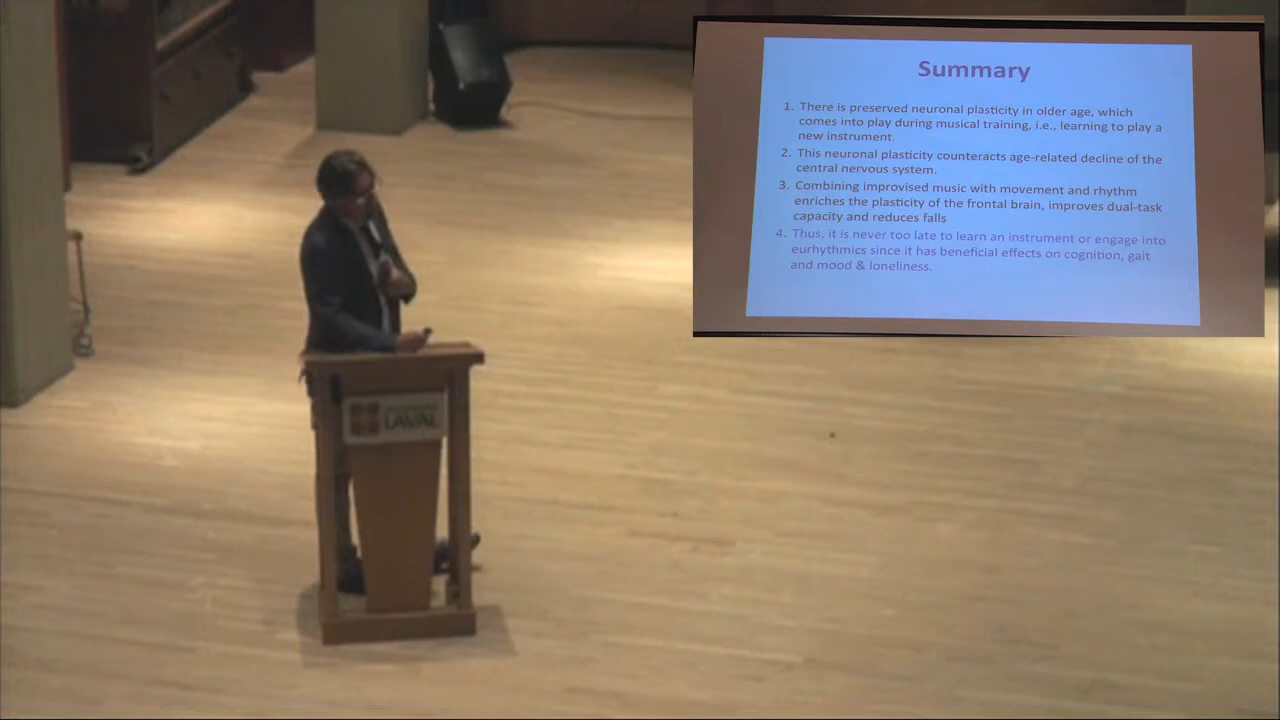 Summary
1. There is preserved neuronal plasticity in older age, which
comes into play during musical training, i.e., learning to play a
new instrument.
2. This neuronal plasticity counteracts age-related decline of the
central nervous system.
3. Combining improvised music with movement and rhythm
enriches the plasticity of the frontal brain, improves dual-task
capacity and reduces falls
4. Thus, it is never too late to learn an instrument or engage into
eurhythmics since it has beneficial effects on cognition, gait
and mood & loneliness.
LAVAL